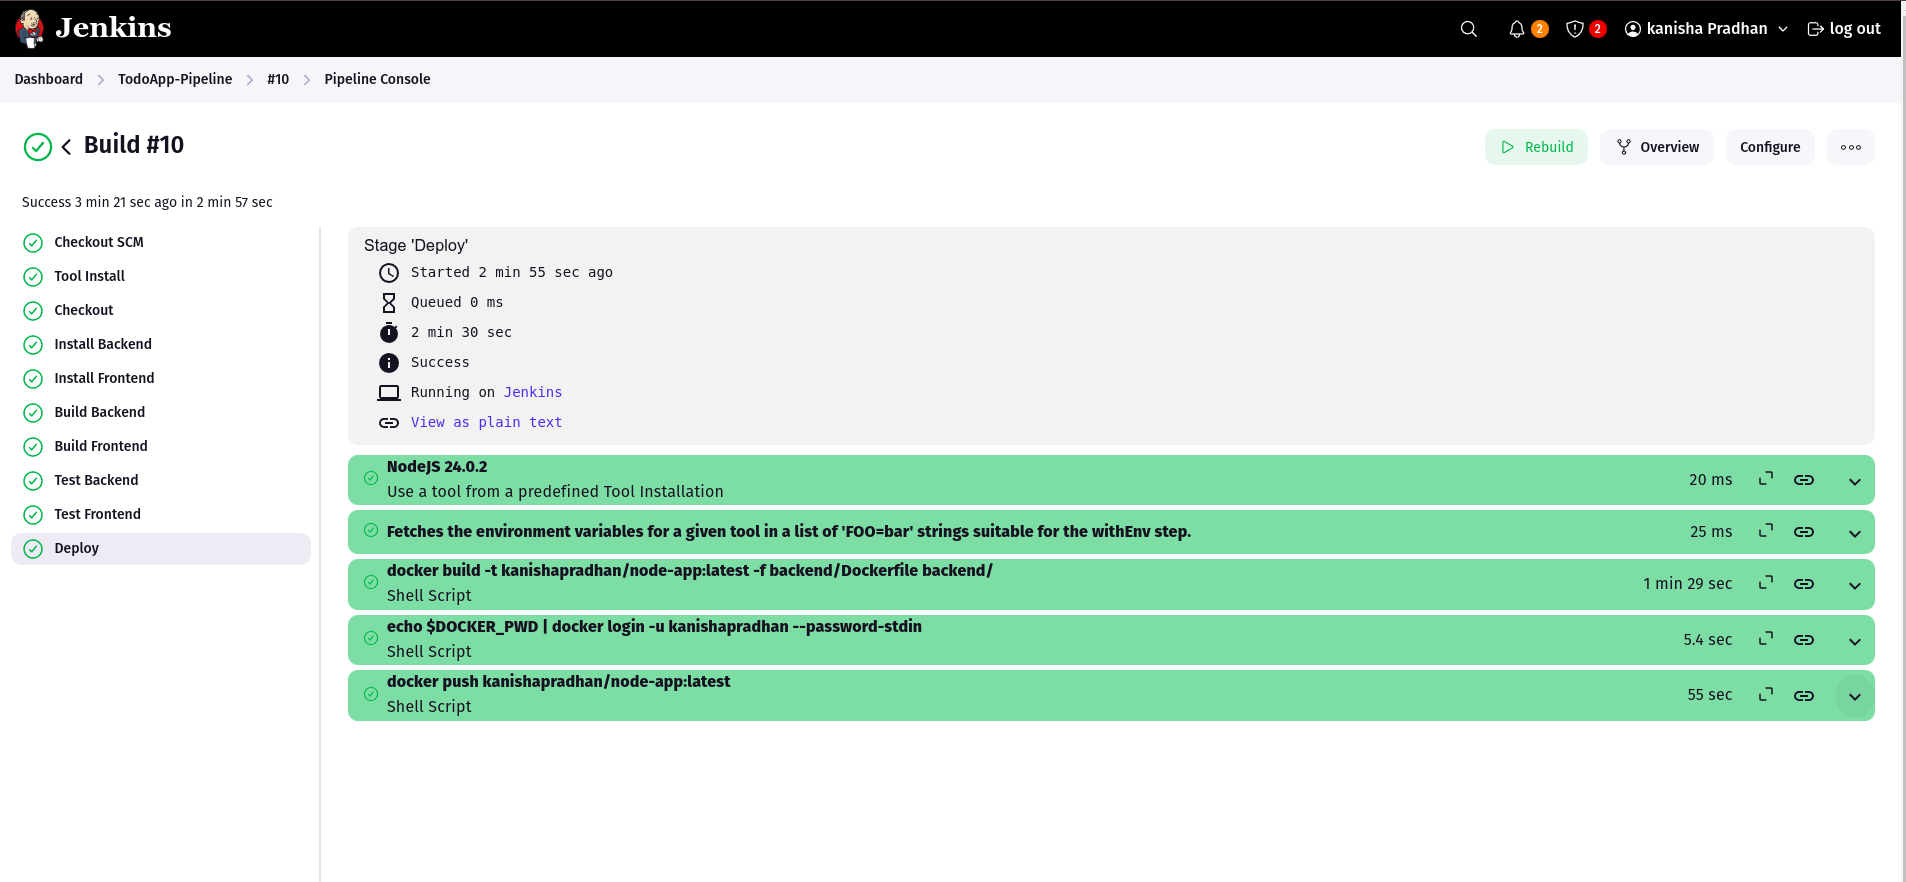 Jenkins
2
2
kanisha Pradhan
log out
Dashboard
TodoApp-Pipeline
#10
Pipeline Console
Build #10
Rebuild
Overview
Configure
Success 3 min 21 sec ago in 2 min 57 sec
Checkout SCM
Tool Install
Checkout
Install Backend
Install Frontend
Build Backend
Build Frontend
Test Backend
Test Frontend
Deploy
Stage 'Deploy'
Started 2 min 55 sec ago
Queued 0 ms
2 min 30 sec
Success
Running on Jenkins
View as plain text
NodeJS 24.0.2
Use a tool from a predefined Tool Installation
20 ms
Fetches the environment variables for a given tool in a list of 'FOO=bar' strings suitable for the withEnv step.
25 ms
docker build -t kanishapradhan/node-app:latest -f backend/Dockerfile backend/
Shell Script
1 min 29 sec
echo $DOCKER_PWD | docker login -u kanishapradhan --password-stdin
Shell Script
5.4 sec
docker push kanishapradhan/node-app:latest
Shell Script
55 sec